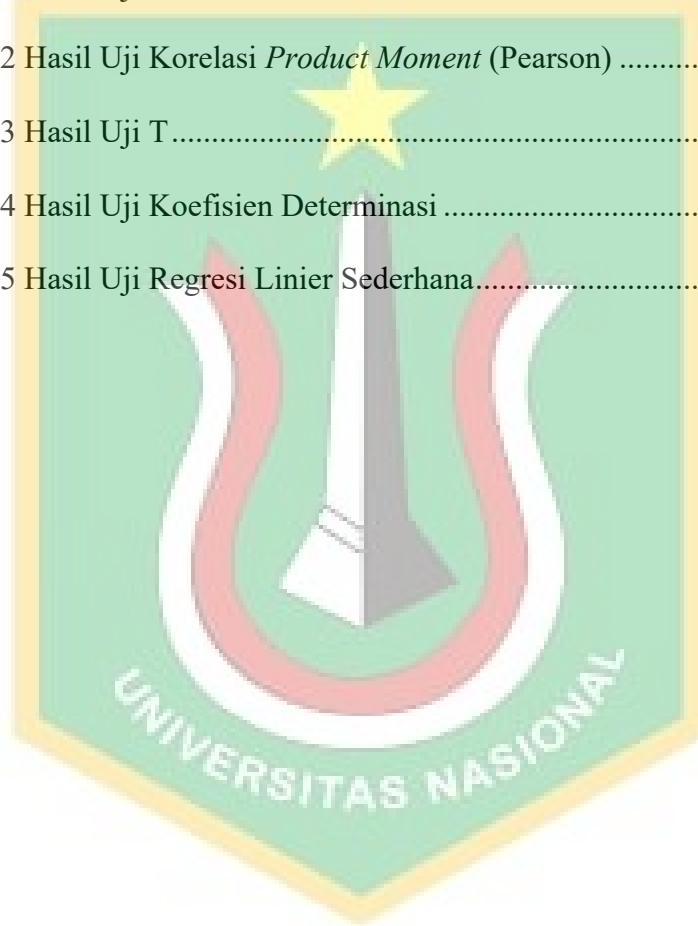 2 Hasil Uji Korelasi Product Moment (Pearson) ..........
3 Hasil Uji T ..........................................................
4 Hasil Uji Koefisien Determinasi ............................
5 Hasil Uji Regresi Linier Sederhana.........................
UNIVERSITAS NASIONAL